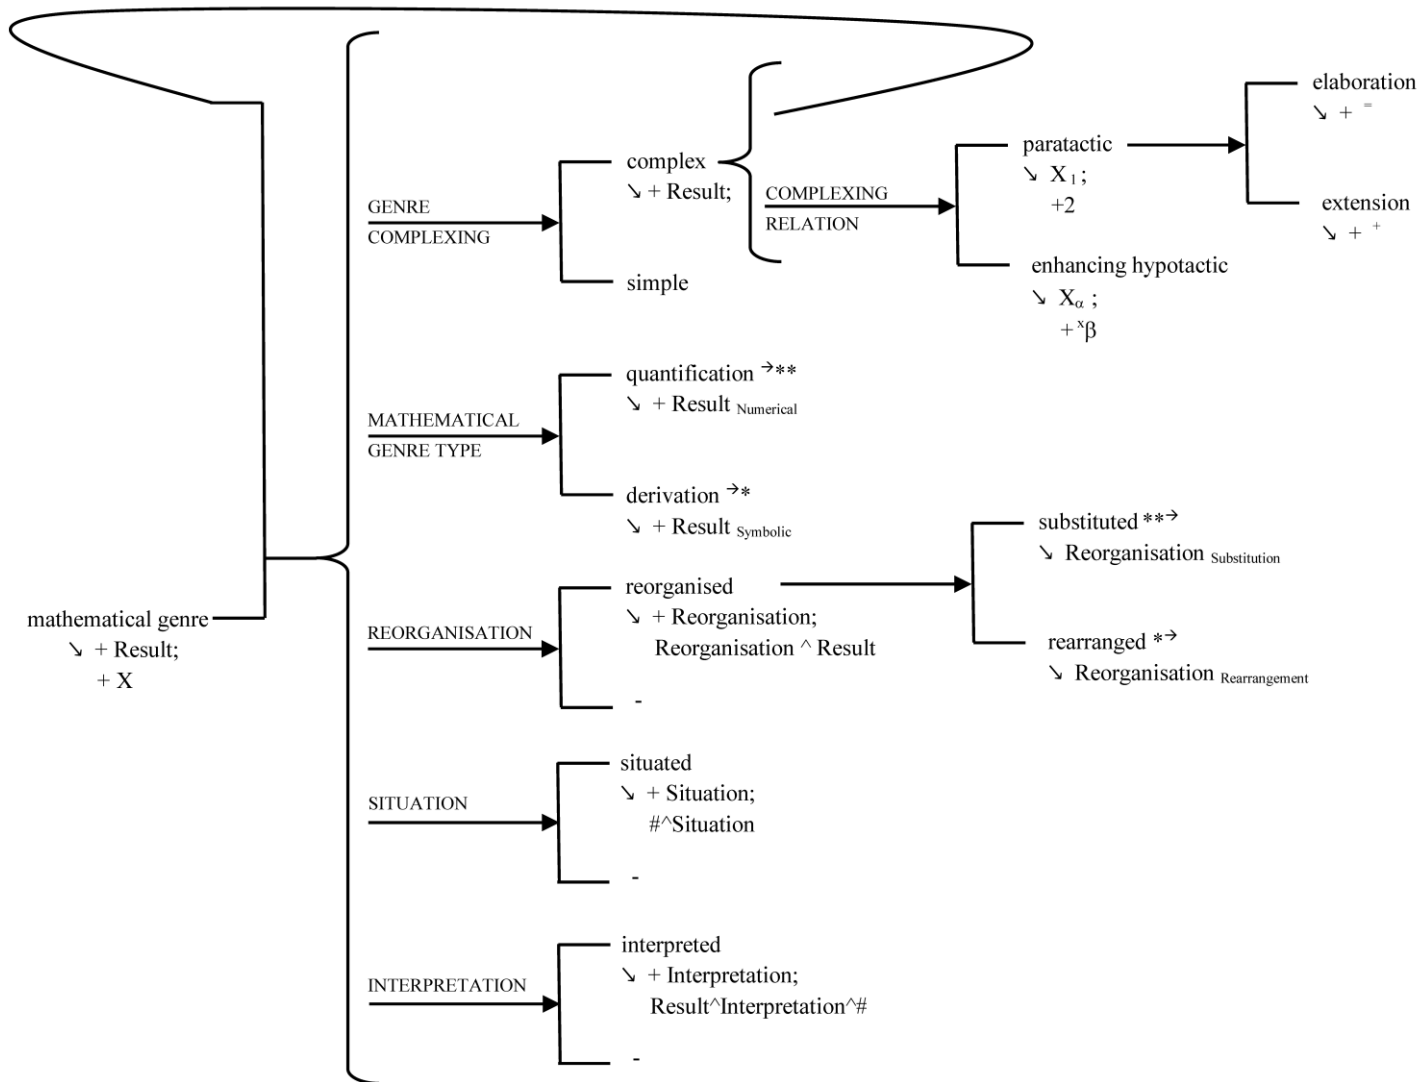 mathematical genre
↘ + Result;
+ X
GENRE
COMPLEXING
complex
↘ + Result;
simple
COMPLEXING
RELATION
paratactic
↘ X₁;
+2
elaboration
↘ + ⁼
extension
↘ + ⁺
enhancing hypotactic
↘ Xα ;
+ ˣβ
MATHEMATICAL
GENRE TYPE
quantification →**
↘ + Result Numerical
derivation →*
↘ + Result Symbolic
REORGANISATION
reorganised
↘ + Reorganisation;
Reorganisation ^ Result
-
substituted **→
↘ Reorganisation Substitution
rearranged *→
↘ Reorganisation Rearrangement
SITUATION
situated
↘ + Situation;
#^Situation
-
INTERPRETATION
interpreted
↘ + Interpretation;
Result^Interpretation^#
-